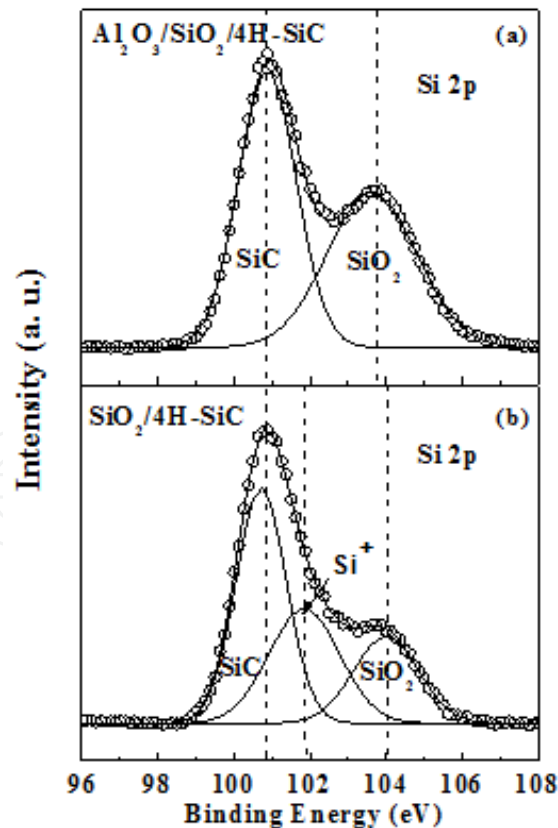 Al₂O₃/SiO₂/4H-SiC (a)
Si 2p
SiC
SiO₂
SiO₂/4H-SiC (b)
Si 2p
Si⁺
SiC
SiO₂
Intensity (a. u.)
96 98 100 102 104 106 108
Binding Energy (eV)